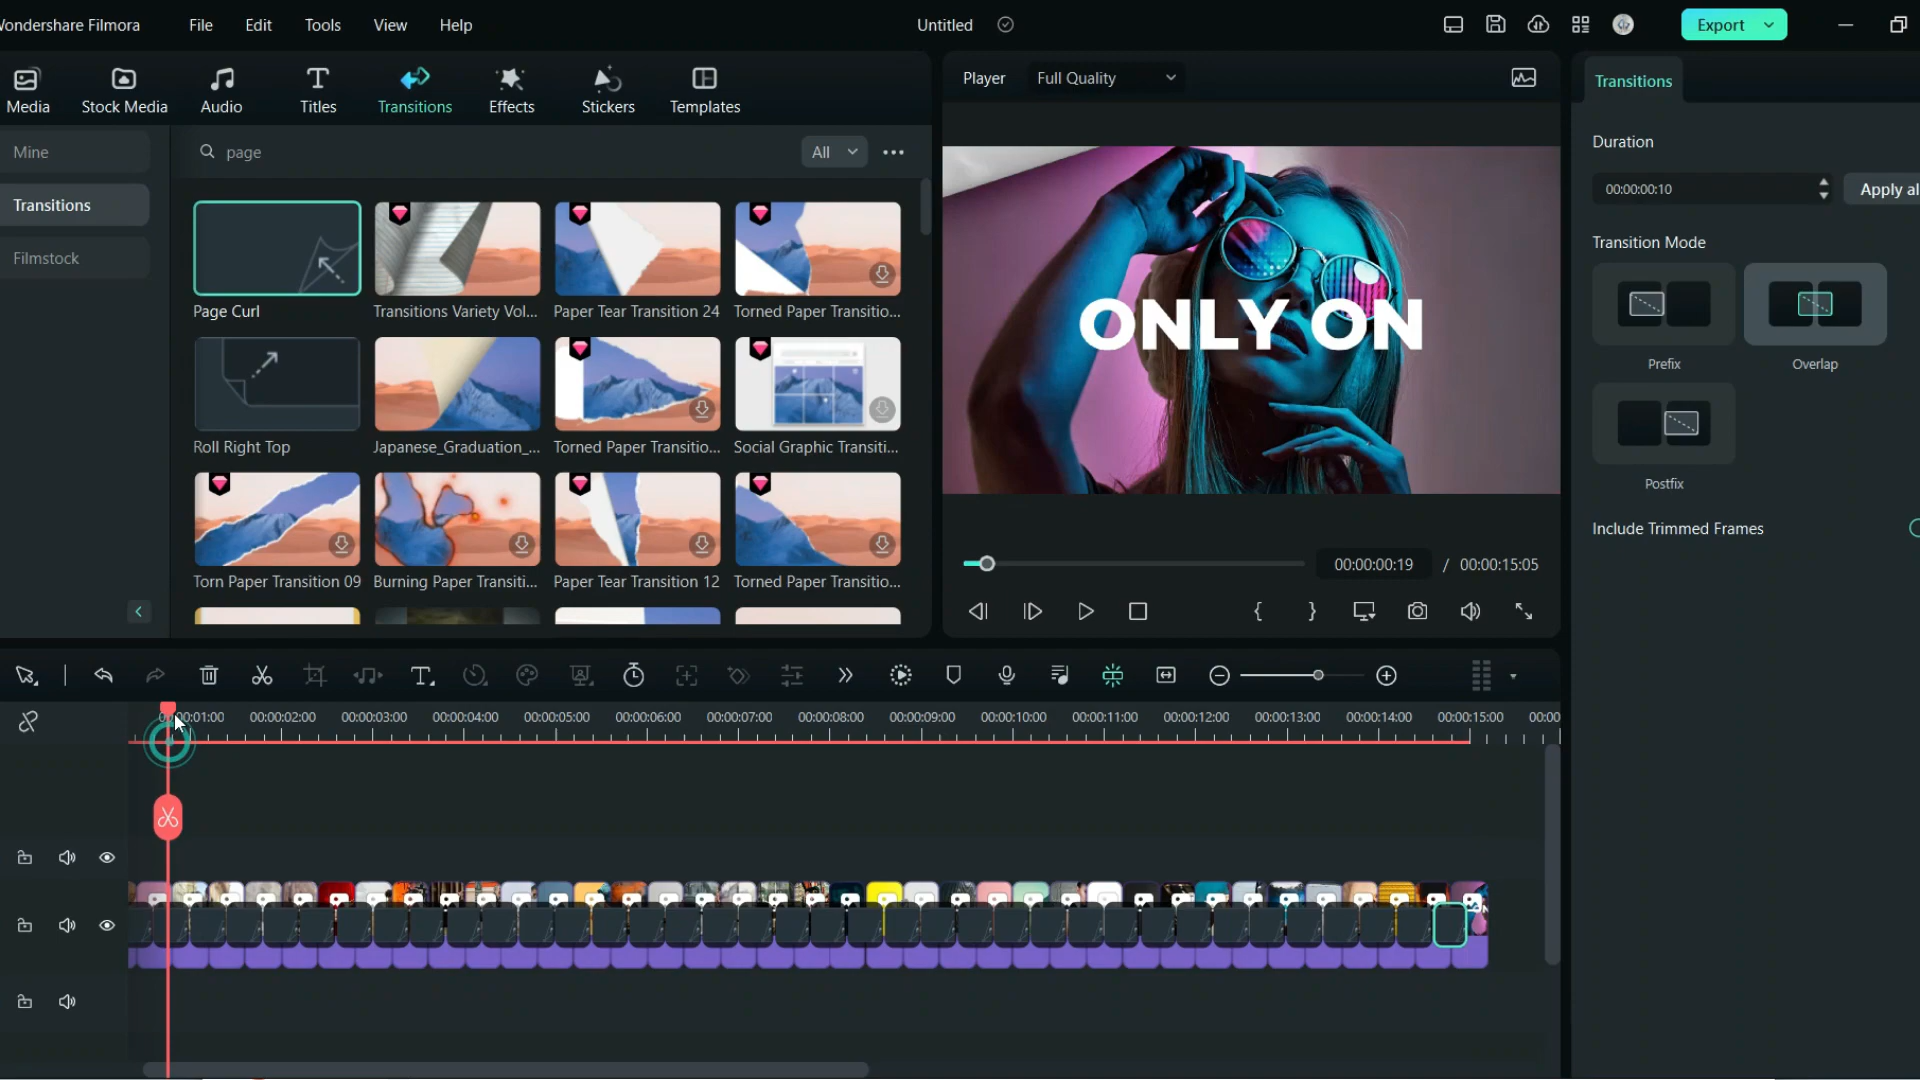 Wondershare Filmora File Edit Tools View Help Untitled Export
Media Stock Media Audio Titles Transitions Effects Stickers Templates
Player Full Quality
Transitions
Mine
Transitions
Filmstock
page
All
Page Curl Transitions Variety Vol... Paper Tear Transition 24 Torned Paper Transitio...
Roll Right Top Japanese_Graduation_... Torned Paper Transitio... Social Graphic Transiti...
Torn Paper Transition 09 Burning Paper Transiti... Paper Tear Transition 12 Torned Paper Transitio...
ONLY ON
00:00:00:19 / 00:00:15:05
Duration
00:00:00:10 Apply al
Transition Mode
Prefix Overlap
Postfix
Include Trimmed Frames
00:00:02:00 00:00:03:00 00:00:04:00 00:00:05:00 00:00:06:00 00:00:07:00 00:00:08:00 00:00:09:00 00:00:10:00 00:00:11:00 00:00:12:00 00:00:13:00 00:00:14:00 00:00:15:00 00:00